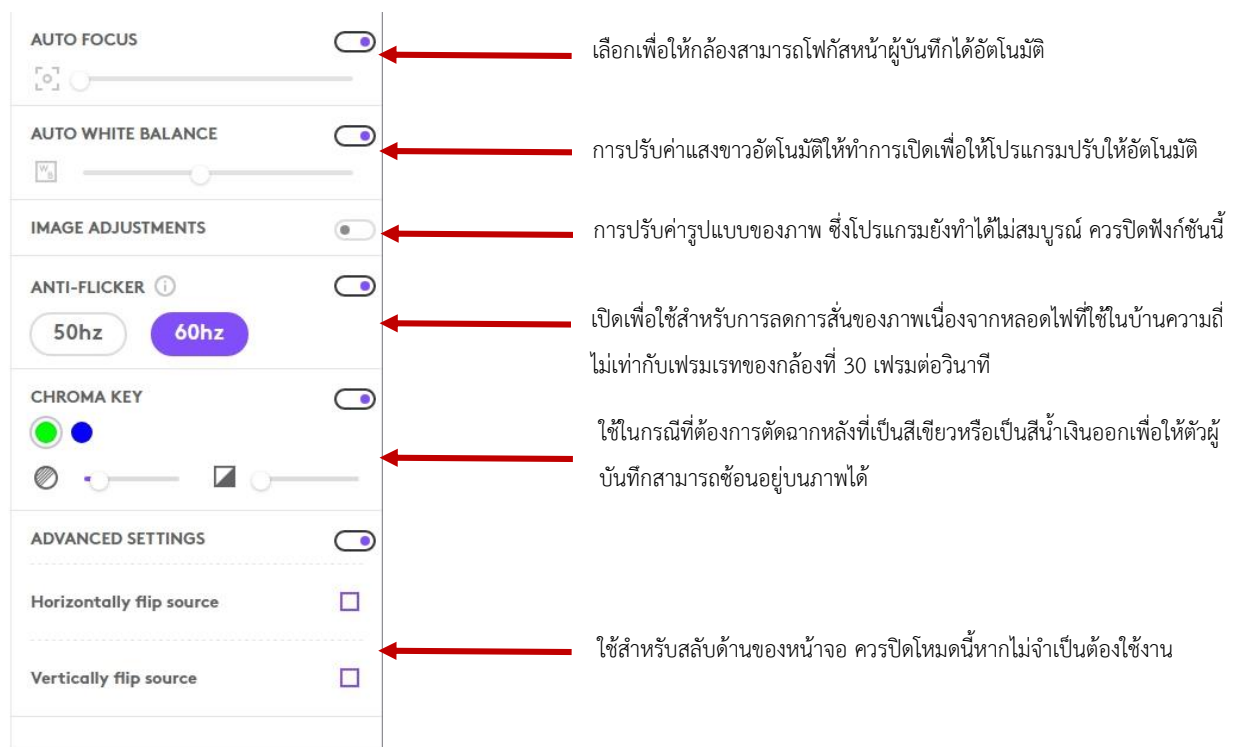 AUTO FOCUS
เลือกเพื่อให้กล้องสามารถโฟกัสหน้าผู้บันทึกได้อัตโนมัติ
AUTO WHITE BALANCE
การปรับค่าแสงขาวอัตโนมัติให้ทำการเปิดเพื่อให้โปรแกรมปรับให้อัตโนมัติ
WB
IMAGE ADJUSTMENTS
การปรับค่ารูปแบบของภาพ ซึ่งโปรแกรมยังทำได้ไม่สมบูรณ์ ควรปิดฟังก์ชันนี้
ANTI-FLICKER i
50hz 60hz
เปิดเพื่อใช้สำหรับการลดการสั่นของภาพเนื่องจากหลอดไฟที่ใช้ในบ้านความถี่
ไม่เท่ากับเฟรมเรทของกล้องที่ 30 เฟรมต่อวินาที
CHROMA KEY
ใช้ในกรณีที่ต้องการตัดฉากหลังที่เป็นสีเขียวหรือเป็นสีน้ำเงินออกเพื่อให้ตัวผู้
บันทึกสามารถซ้อนอยู่บนภาพได้
ADVANCED SETTINGS
Horizontally flip source
ใช้สำหรับสลับด้านของหน้าจอ ควรปิดโหมดนี้หากไม่จำเป็นต้องใช้งาน
Vertically flip source